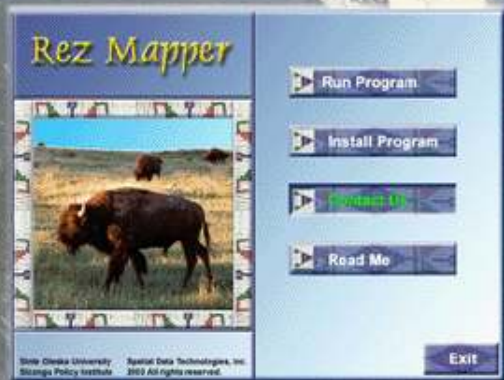 Rez Mapper
Run Program
Install Program
Contact Us
Read Me
Sinte Gleska University
Sicangu Policy Institute
Spatial Data Technologies, Inc.
2003 All rights reserved.
Exit